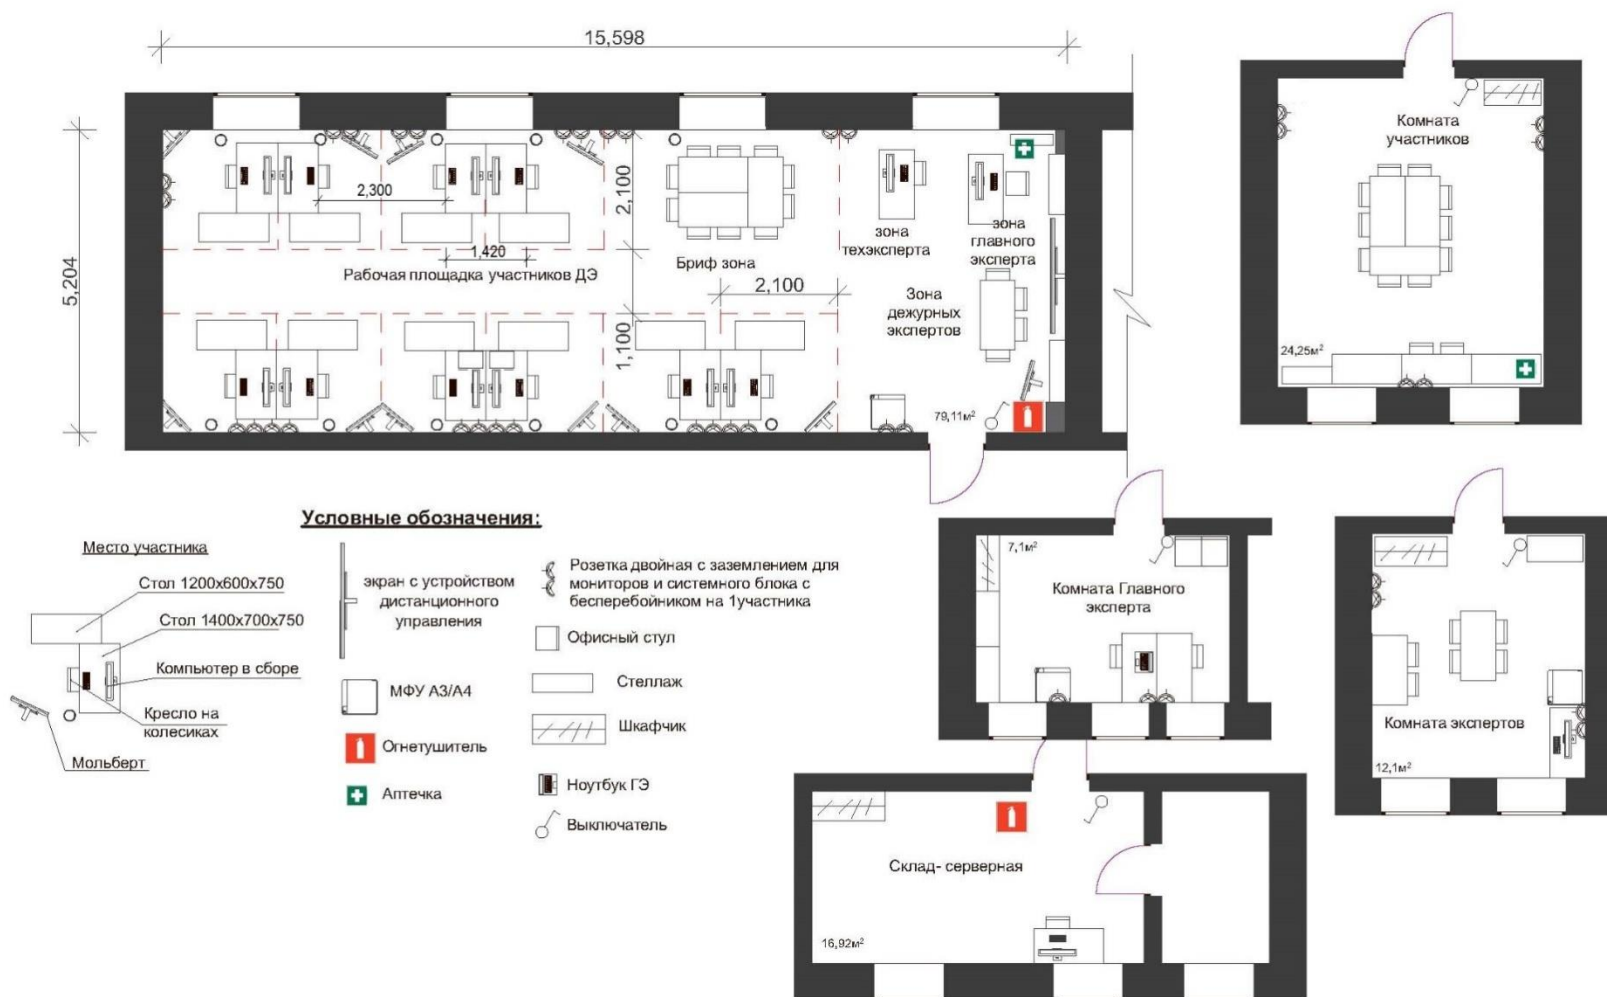 15,598
5,204
2,300
2,100
1,420
2,100
1,100
Рабочая площадка участников ДЭ
Бриф зона
зона
техэксперта
зона
главного
эксперта
Зона
дежурных
экспертов
79,11м²
Комната
участников
24,25м²
Условные обозначения:
Место участника
Стол 1200х600х750
Стол 1400х700х750
Компьютер в сборе
Кресло на
колесиках
Мольберт
экран с устройством
дистанционного
управления
МФУ А3/А4
Огнетушитель
Аптечка
Розетка двойная с заземлением для
мониторов и системного блока с
бесперебойником на 1участника
Офисный стул
Стеллаж
Шкафчик
Ноутбук ГЭ
Выключатель
7,1м²
Комната Главного
эксперта
Комната экспертов
12,1м²
Склад- серверная
16,92м²